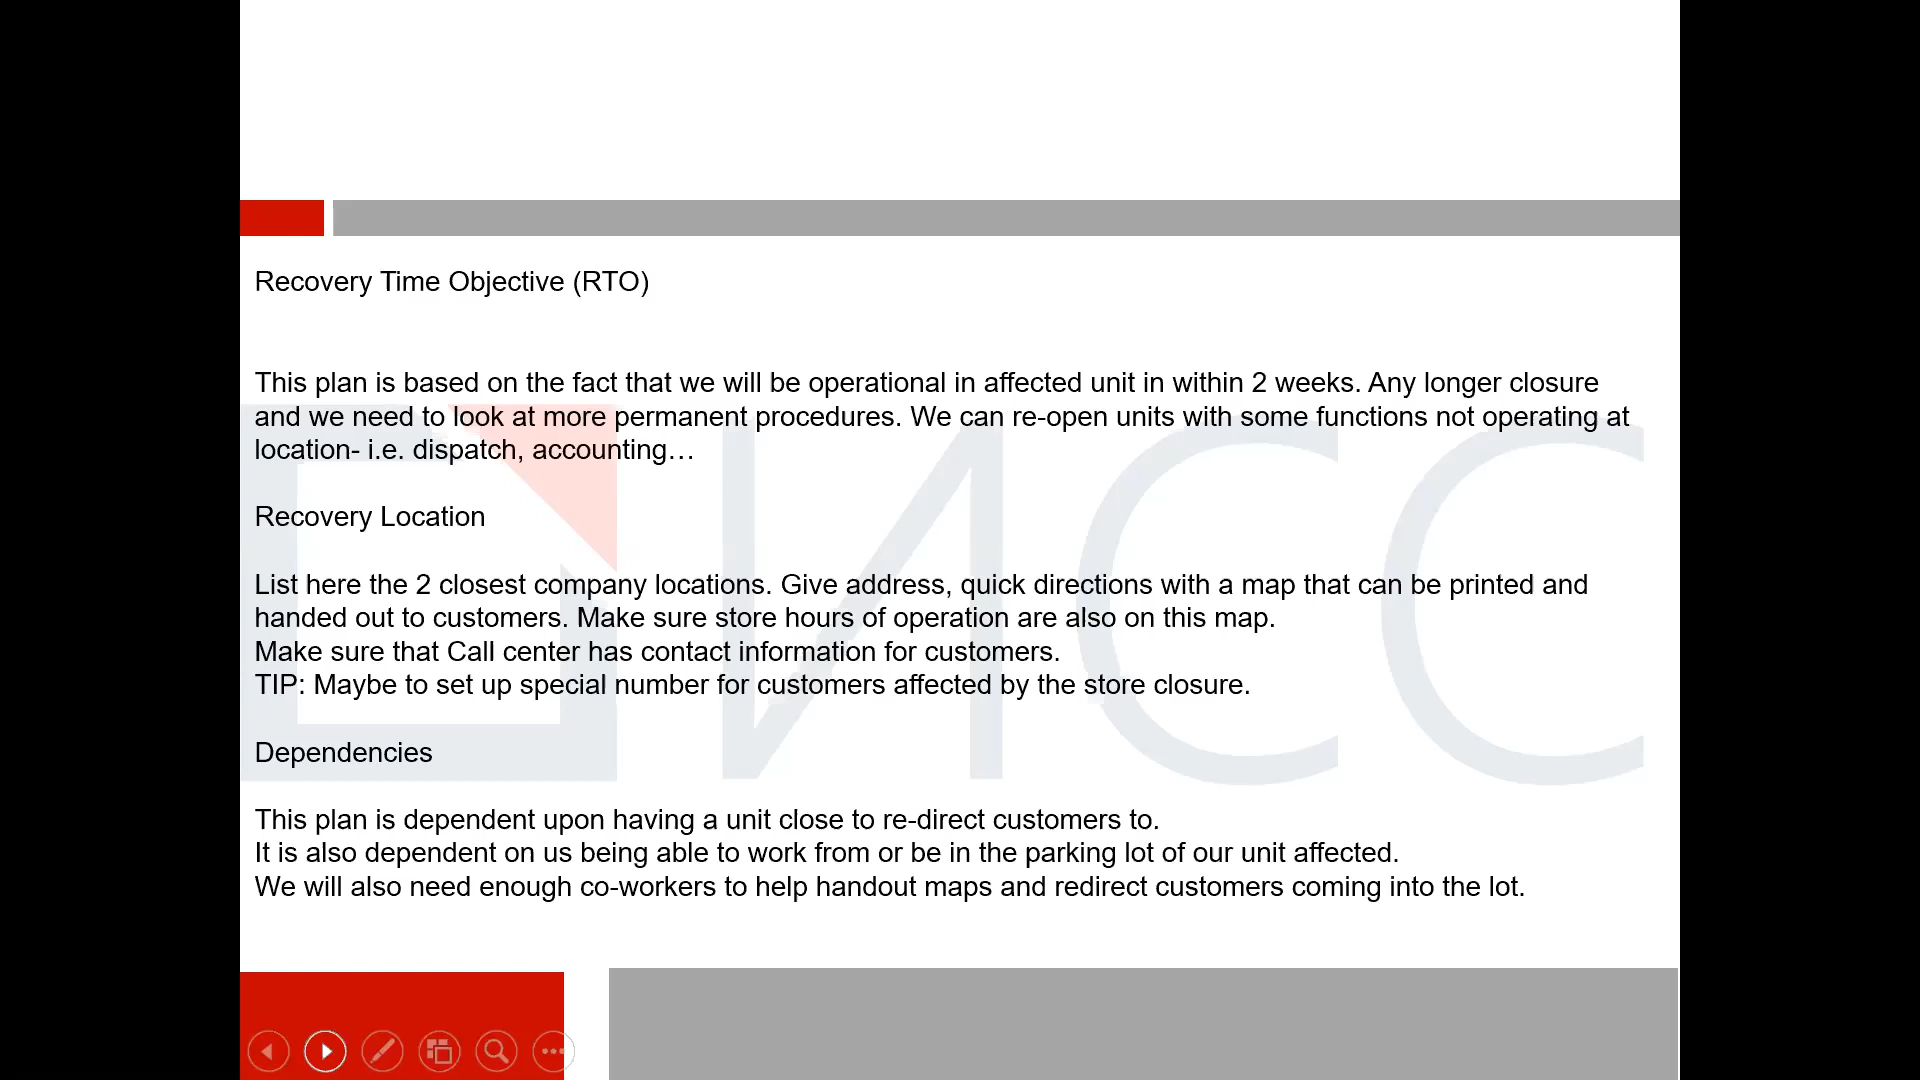 Recovery Time Objective (RTO)
This plan is based on the fact that we will be operational in affected unit in within 2 weeks. Any longer closure
and we need to look at more permanent procedures. We can re-open units with some functions not operating at
location- i.e. dispatch, accounting…
Recovery Location
List here the 2 closest company locations. Give address, quick directions with a map that can be printed and
handed out to customers. Make sure store hours of operation are also on this map.
Make sure that Call center has contact information for customers.
TIP: Maybe to set up special number for customers affected by the store closure.
Dependencies
This plan is dependent upon having a unit close to re-direct customers to.
It is also dependent on us being able to work from or be in the parking lot of our unit affected.
We will also need enough co-workers to help handout maps and redirect customers coming into the lot.
ИСС